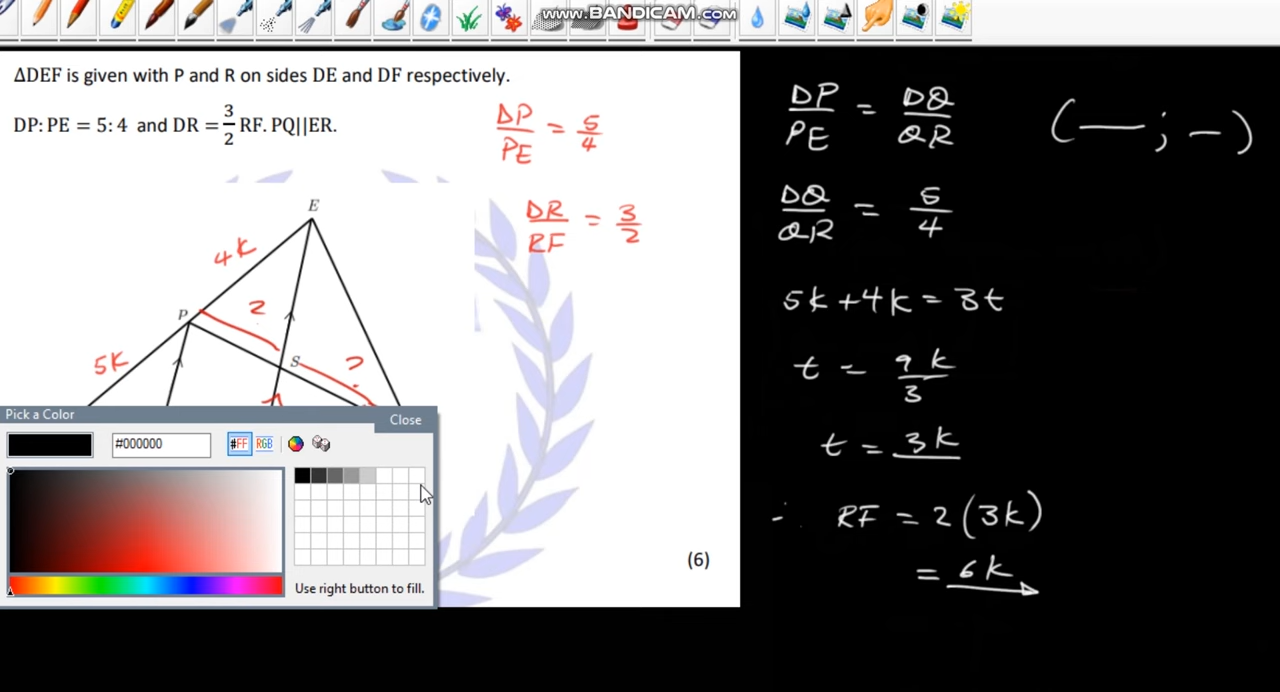 www.BANDICAM.com
ΔDEF is given with P and R on sides DE and DF respectively.
DP: PE = 5: 4 and DR = 3/2 RF. PQ||ER.
DP/PE = 5/4
DR/RF = 3/2
E
4K
P
2
5K
S
?
Pick a Color
Close
#000000
#FF
RGB
Use right button to fill.
(6)
DP/PE = DQ/QR
(— ; –)
DQ/QR = 5/4
5k + 4k = 3t
t = 9k/3
t = 3k
∴ RF = 2(3k)
= 6k